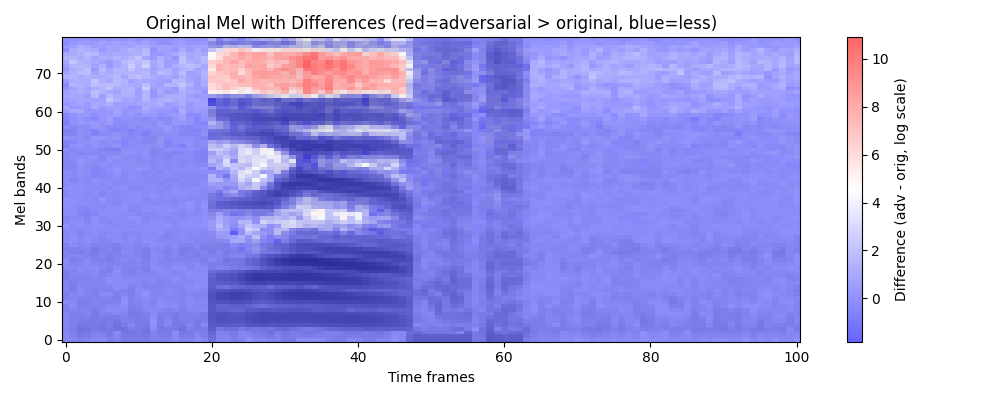 Original Mel with Differences (red=adversarial > original, blue=less)
Mel bands
70
60
50
40
30
20
10
0
0 20 40 60 80 100
Time frames
10
8
6
4
2
0
Difference (adv - orig, log scale)